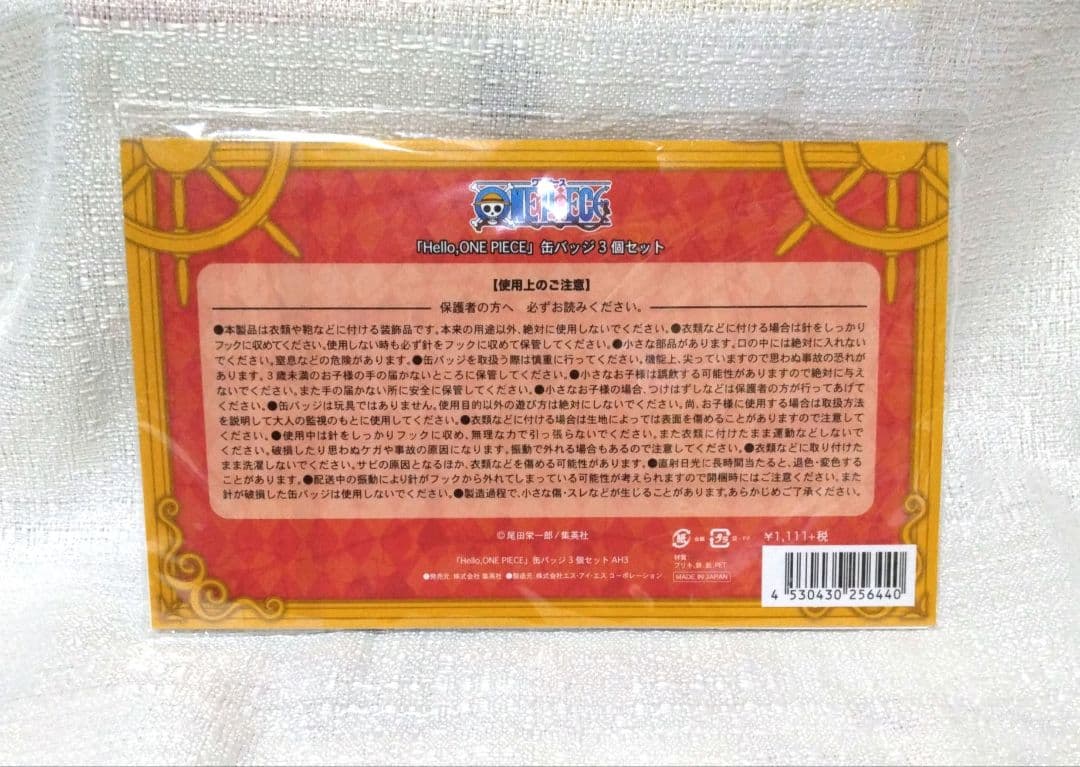 ワンピース
ONE PIECE
「Hello,ONE PIECE」缶バッジ3個セット
【使用上のご注意】
保護者の方へ 必ずお読みください。
●本製品は衣類や鞄などに付ける装飾品です。本来の用途以外、絶対に使用しないでください。●衣類などに付ける場合は針をしっかり
フックに収めてください。使用しない時も必ず針をフックに収めて保管してください。●小さな部品があります。口の中には絶対に入れない
でください。窒息などの危険があります。●缶バッジを取扱う際は慎重に行ってください。機能上、尖っていますので思わぬ事故の恐れが
あります。3歳未満のお子様の手の届かないところに保管してください。●小さなお子様は誤飲する可能性がありますので絶対に与え
ないでください。また手の届かない所に安全に保管してください。●小さなお子様の場合、つけはずしなどは保護者の方が行ってあげて
ください。●缶バッジは玩具ではありません。使用目的以外の遊び方は絶対にしないでください。尚、お子様に使用する場合は取扱方法
を説明して大人の監視のもとに使用してください。●衣類などに付ける場合は生地によっては表面を傷めることがありますので注意して
ください。●使用中は針をしっかりフックに収め、無理な力で引っ張らないでください。また衣類に付けたまま運動などしないで
ください。破損したり思わぬケガや事故の原因になります。振動で外れる場合もあるので注意してください。●衣類などに取り付けた
まま洗濯しないでください。サビの原因となるほか、衣類などを傷める可能性があります。●直射日光に長時間当たると、退色・変色する
ことがあります。●配送中の振動により針がフックから外れてしまっている可能性が考えられますので開梱時にはご注意ください。また
針が破損した缶バッジは使用しないでください。●製造過程で、小さな傷・スレなどが生じることがあります。あらかじめご了承ください。
©尾田栄一郎/集英社
「Hello,ONE PIECE」缶バッジ3個セット AH3
●発売元:株式会社 集英社 ●製造元:株式会社エス・アイ・エス コーポレーション
紙 台紙 プラ 袋・PP
¥1,111+税
材質
ブリキ、鉄、紙、PET
MADE IN JAPAN
4 530430 256440